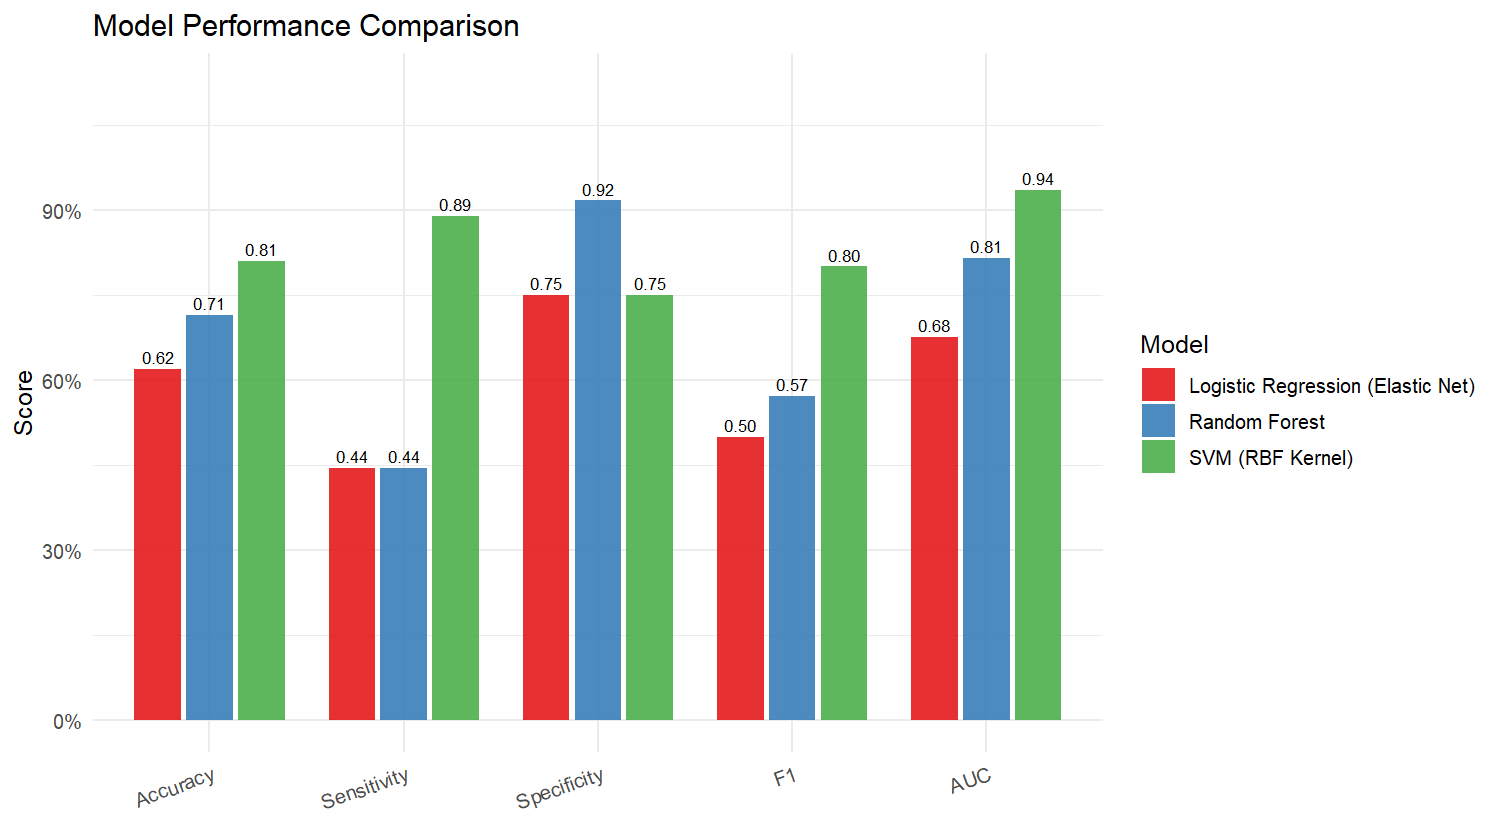 Model Performance Comparison
Score
90%
60%
30%
0%
0.62
0.71
0.81
0.44
0.44
0.89
0.75
0.92
0.75
0.50
0.57
0.80
0.68
0.81
0.94
Accuracy
Sensitivity
Specificity
F1
AUC
Model
Logistic Regression (Elastic Net)
Random Forest
SVM (RBF Kernel)